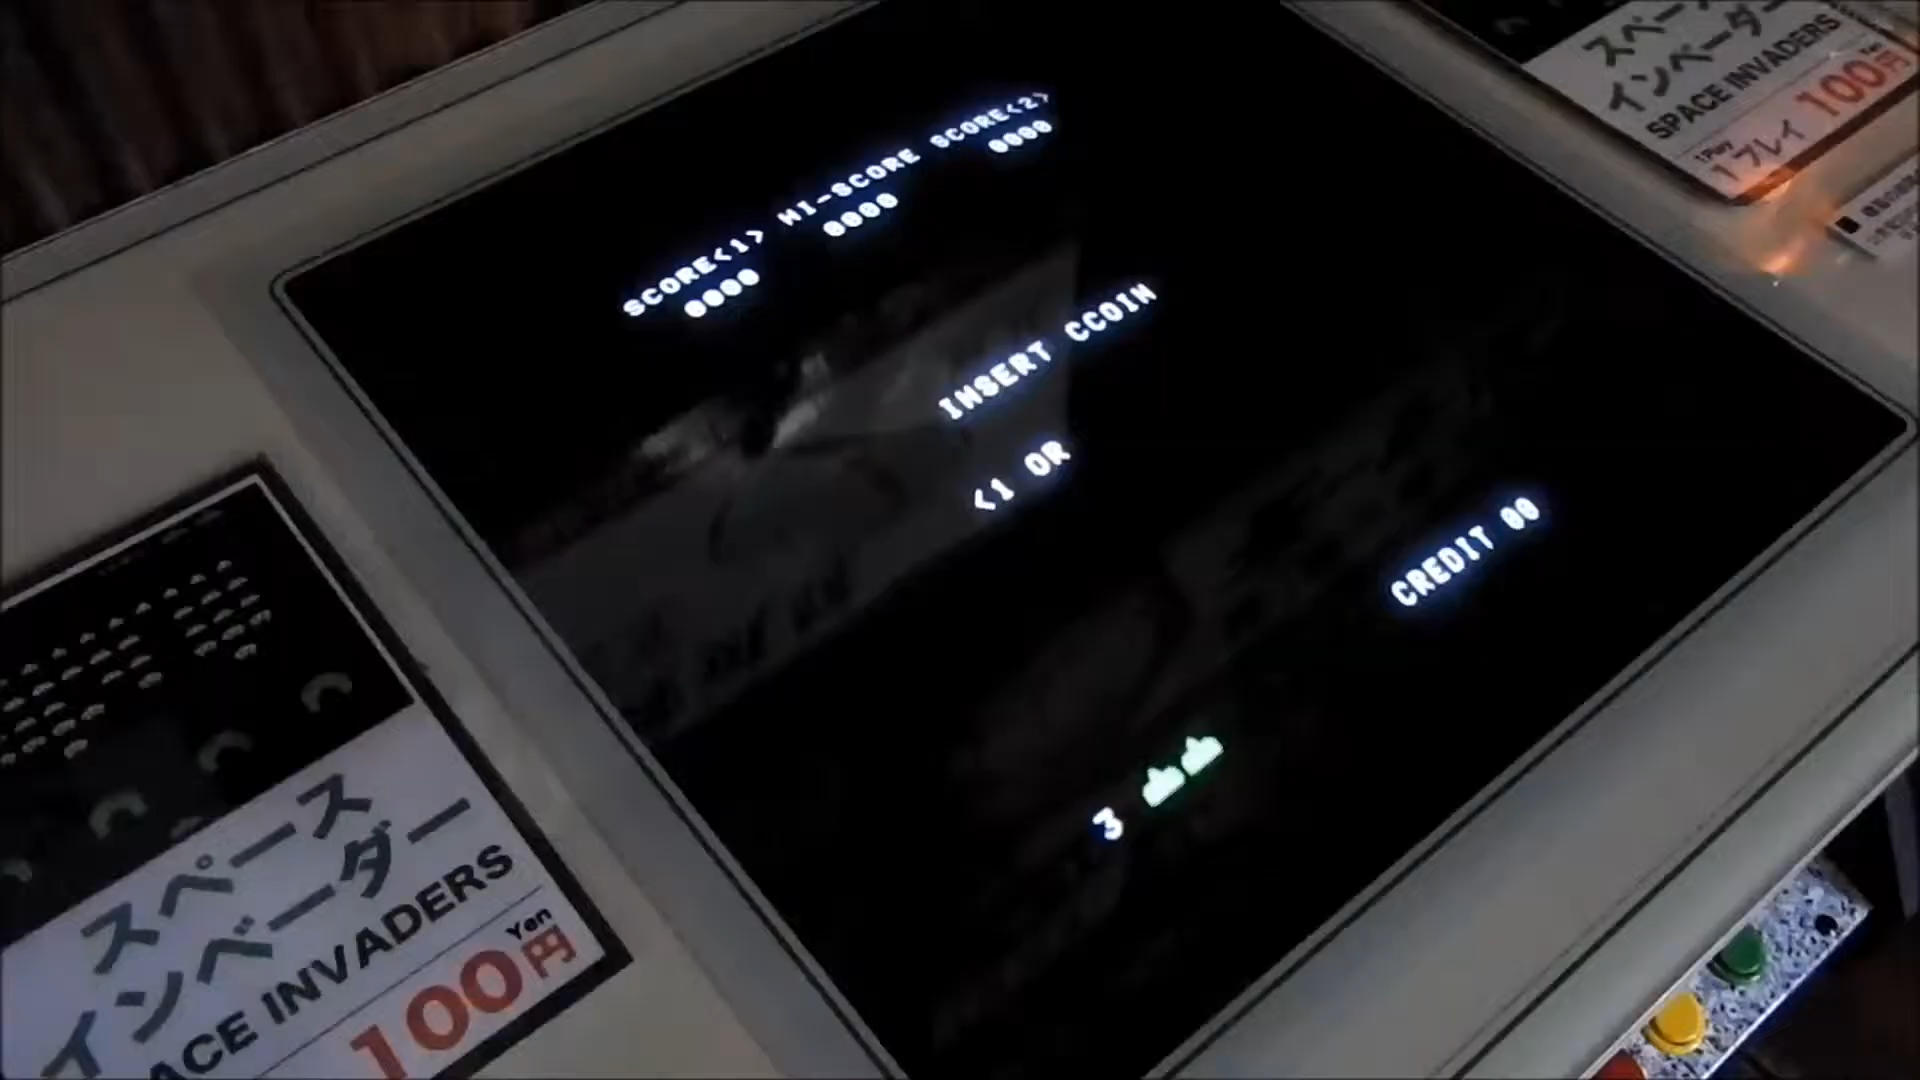 SCORE<1> HI-SCORE SCORE<2>
0000 0000 0000
INSERT CCOIN
<1 OR
CREDIT 00
3
スペース
インベーダー
SPACE INVADERS
1Play
1プレイ 100円
Yen
スペース
インベーダー
ACE INVADERS
100円
Yen